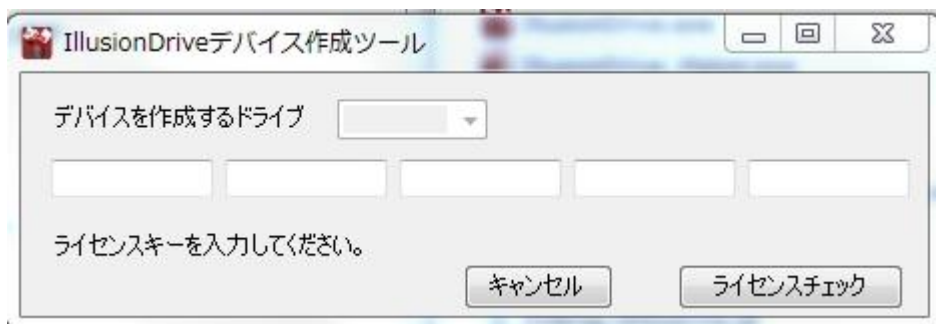 IllusionDriveデバイス作成ツール
デバイスを作成するドライブ
ライセンスキーを入力してください。
キャンセル
ライセンスチェック